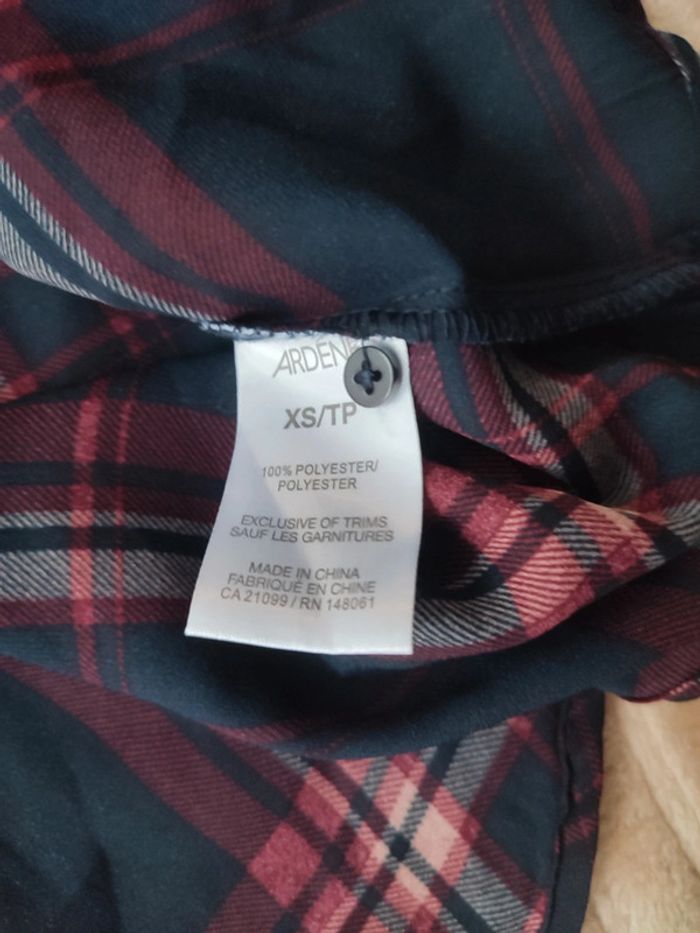 ARDÉN
XS/TP
100% POLYESTER/
POLYESTER
EXCLUSIVE OF TRIMS
SAUF LES GARNITURES
MADE IN CHINA
FABRIQUÉ EN CHINE
CA 21099 / RN 148061